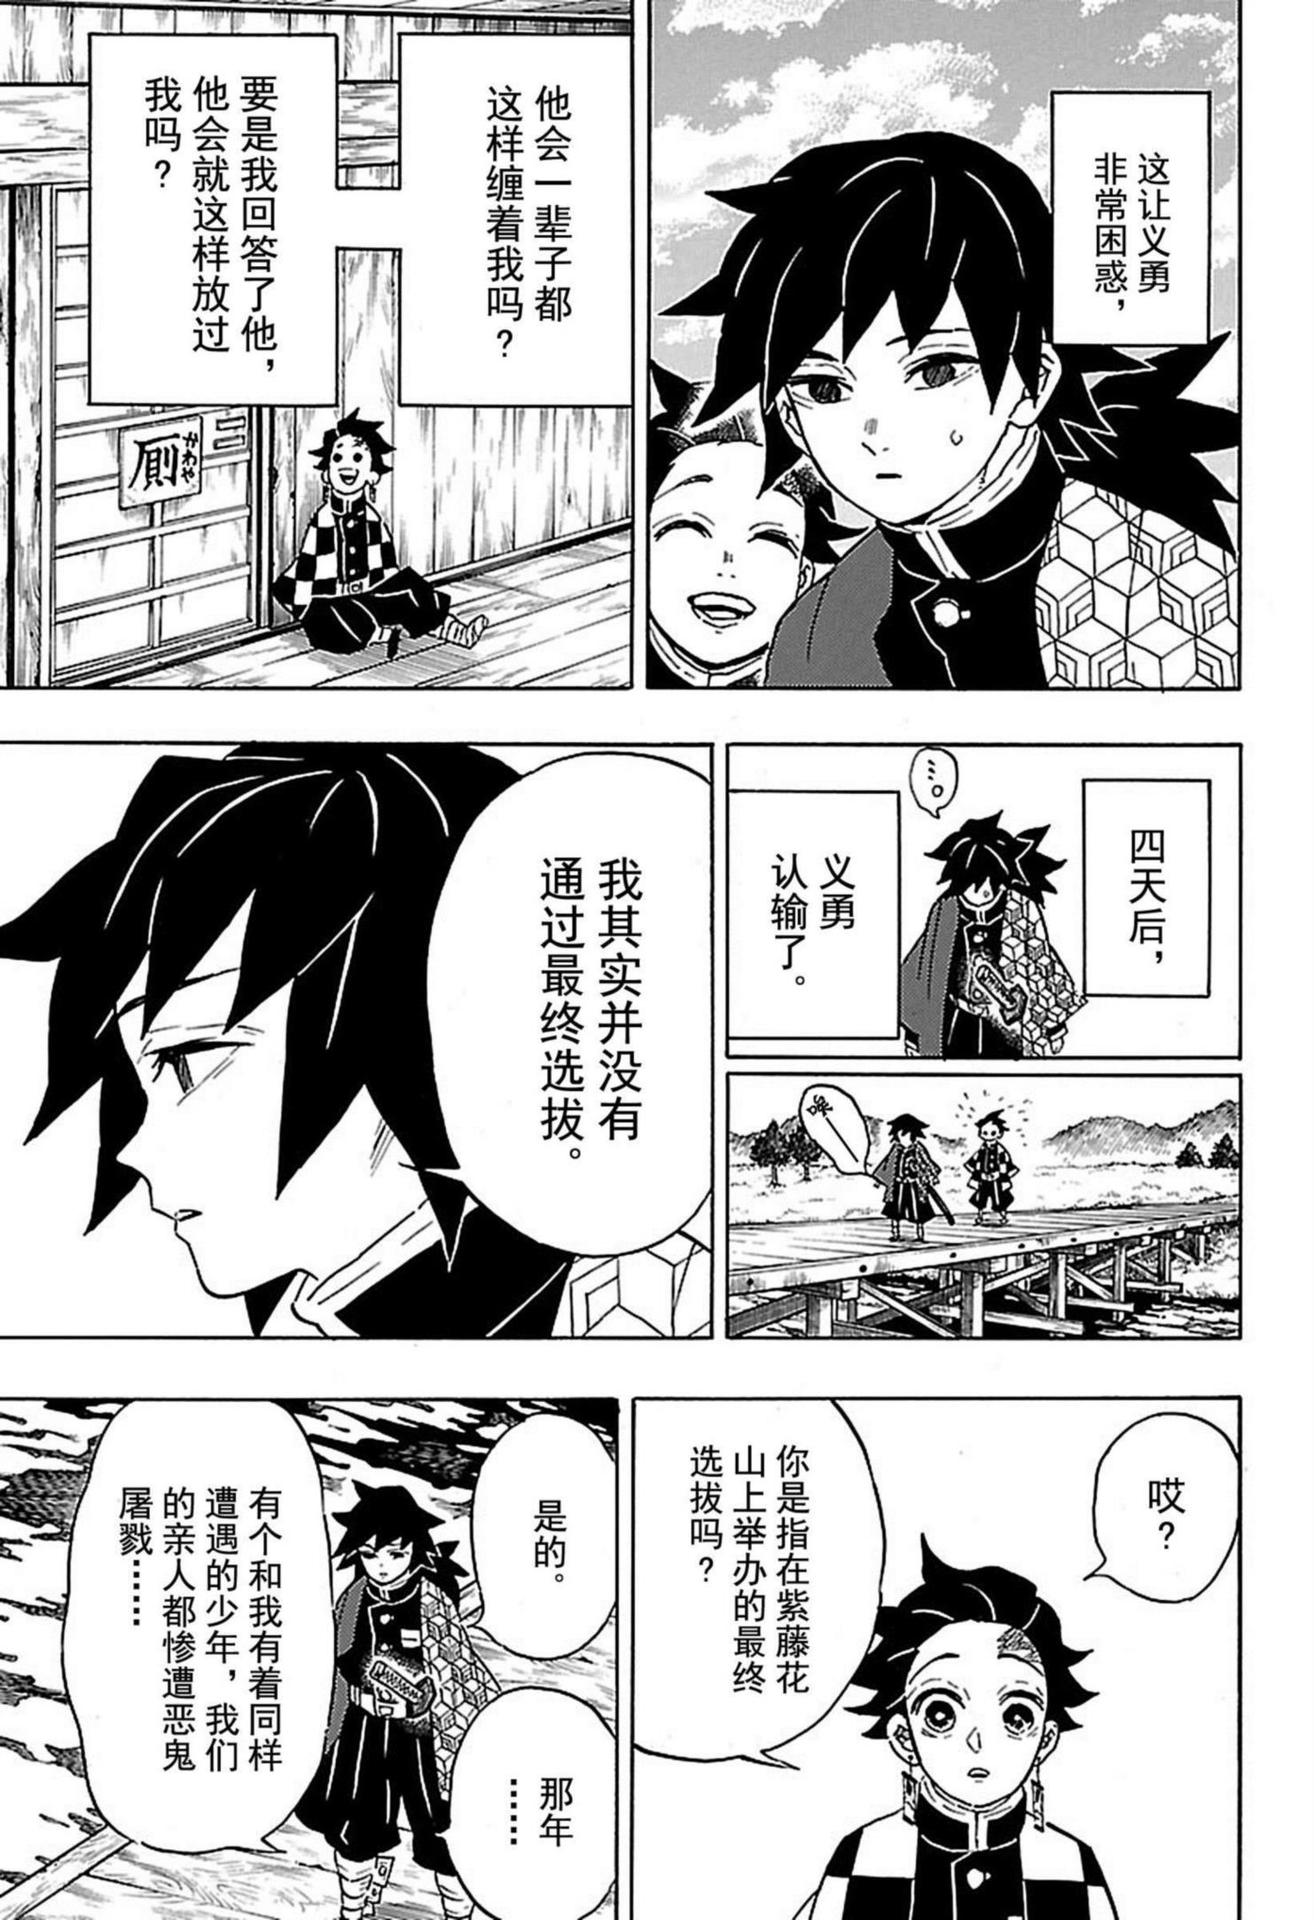 这让义勇
非常困惑，
他会一辈子都
这样缠着我吗？
要是我回答了他，
他会就这样放过
我吗？
厠
かわや
四天后，
…。
义勇
认输了。
唉——
我其实并没有
通过最终选拔。
哎？
你是指在紫藤花
山上举办的最终
选拔吗？
是的。
那年
……
有个和我有着同样
遭遇的少年，我们
的亲人都惨遭恶鬼
屠戮……